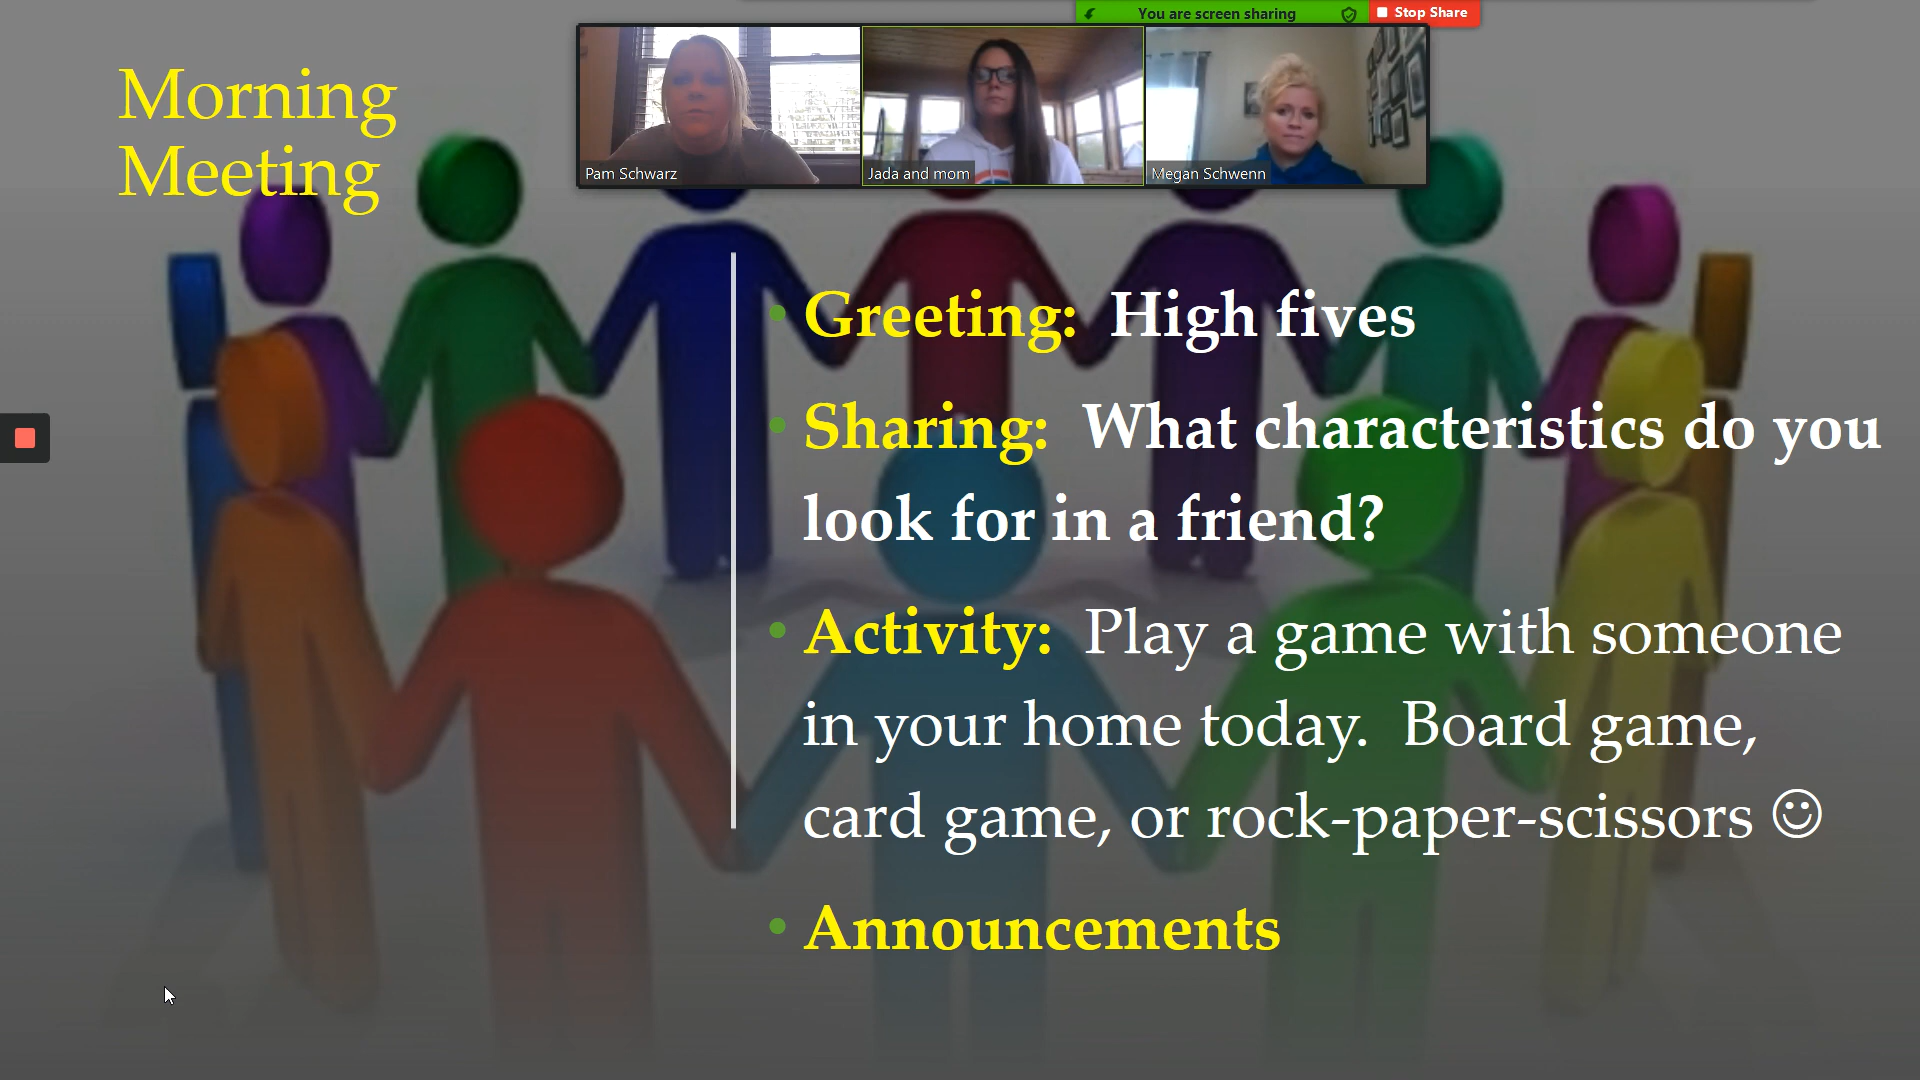 You are screen sharing
Stop Share
Pam Schwarz
Jada and mom
Megan Schwenn
Morning
Meeting
• Greeting:  High fives
• Sharing:  What characteristics do you
look for in a friend?
• Activity:  Play a game with someone
in your home today.  Board game,
card game, or rock-paper-scissors ☺
• Announcements